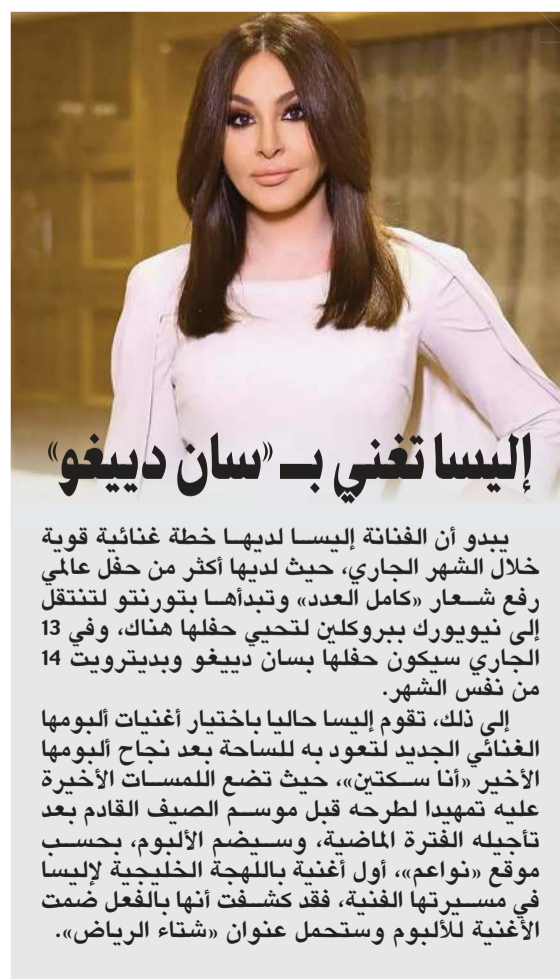 إليسا تغني بـ «سان دييغو»
يبدو أن الفنانة إليسا لديها خطة غنائية قوية
خلال الشهر الجاري، حيث لديها أكثر من حفل عالمي
رفع شعار «كامل العدد» وتبدأها بتورنتو لتنتقل
إلى نيويورك ببروكلين لتحيي حفلها هناك، وفي 13
الجاري سيكون حفلها بسان دييغو وبديترويت 14
من نفس الشهر.
إلى ذلك، تقوم إليسا حاليا باختيار أغنيات ألبومها
الغنائي الجديد لتعود به للساحة بعد نجاح ألبومها
الأخير «أنا سكتين»، حيث تضع اللمسات الأخيرة
عليه تمهيدا لطرحه قبل موسم الصيف القادم بعد
تأجيله الفترة الماضية، وسيضم الألبوم، بحسب
موقع «نواعم»، أول أغنية باللهجة الخليجية لإليسا
في مسيرتها الفنية، فقد كشفت أنها بالفعل ضمت
الأغنية للألبوم وستحمل عنوان «شتاء الرياض».